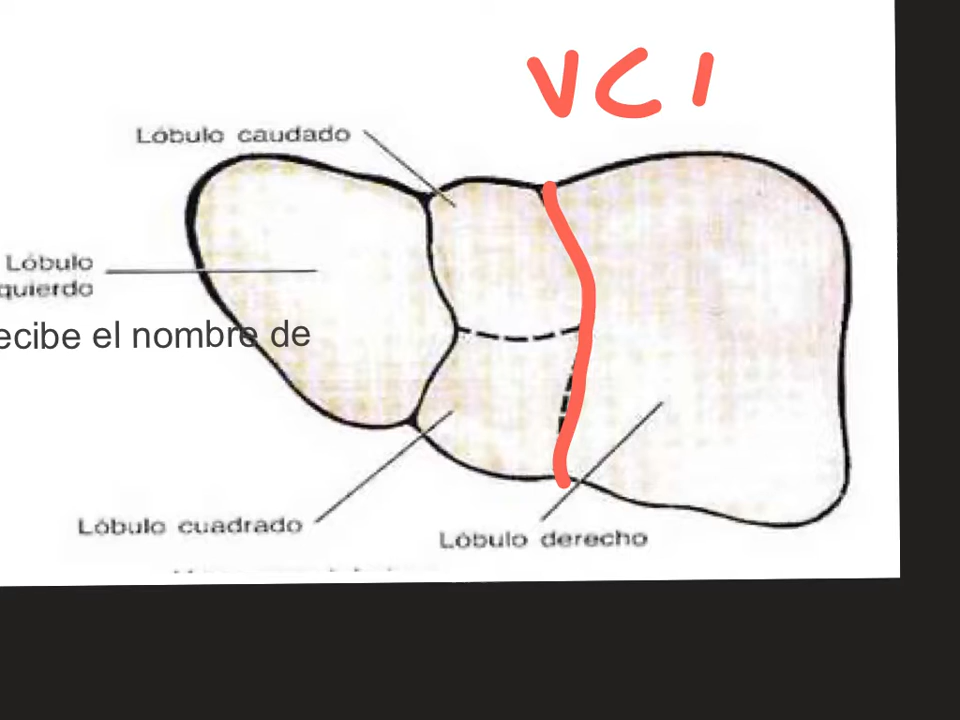 VCI
Lóbulo caudado
Lóbulo
quierdo
ecibe el nombre de
Lóbulo cuadrado
Lóbulo derecho